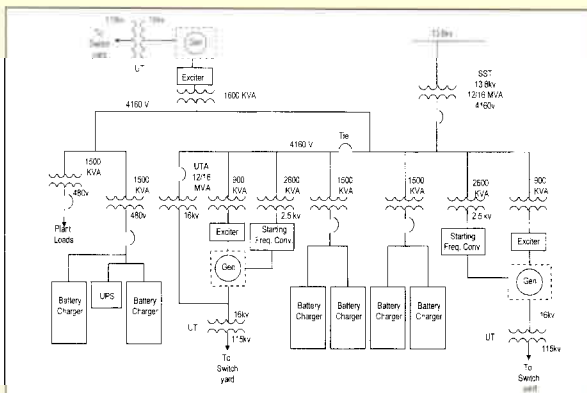 To
Switch
yard
UT
Gen
Exciter
1600 KVA
4160 V
SST
13.8kv
12/16 MVA
4160v
Tie
4160 V
1500
KVA
480v
Plant
Loads
1500
KVA
480v
Battery
Charger
UPS
Battery
Charger
UTA
12/16
MVA
16kv
900
KVA
Exciter
Gen
2600
KVA
2.5 kv
Starting
Freq. Conv.
16kv
UT
115kv
To
Switch
yard
1500
KVA
Battery
Charger
Battery
Charger
1500
KVA
Battery
Charger
Battery
Charger
2600
KVA
2.5 kv
Starting
Freq. Conv.
900
KVA
Exciter
Gen
16kv
UT
115kv
To
Switch